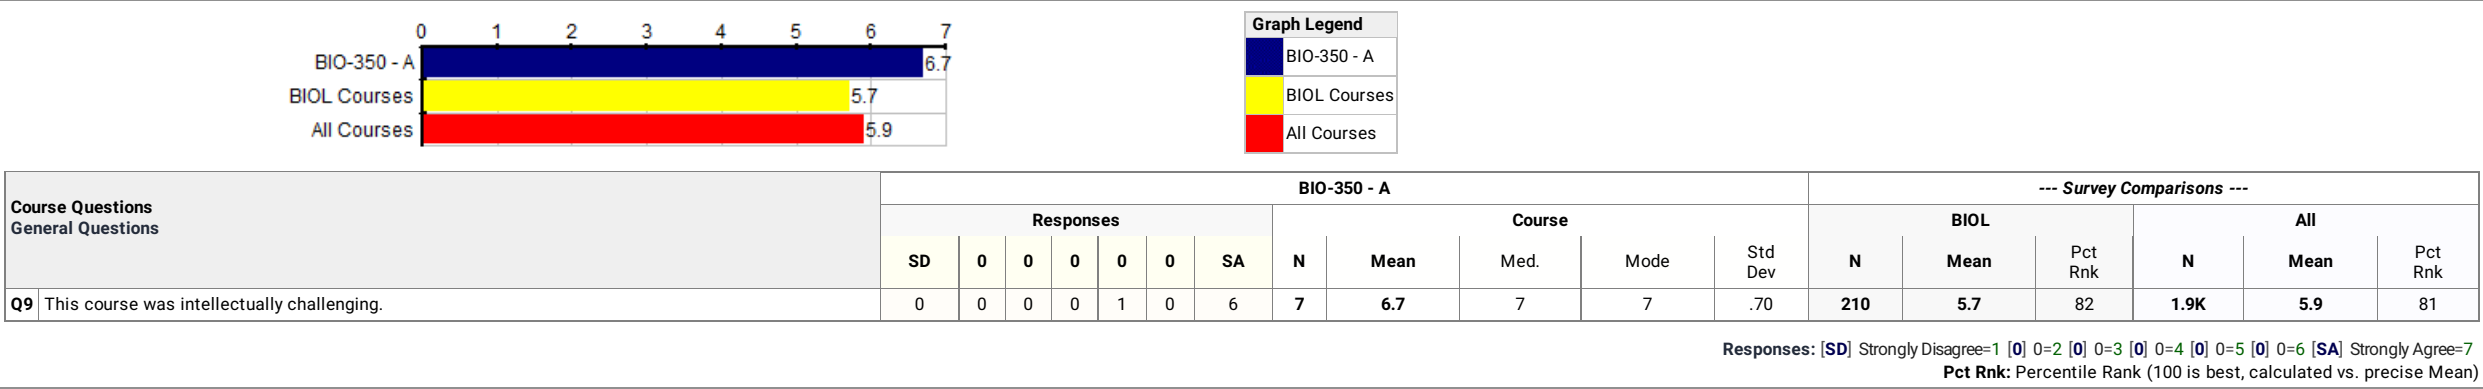 0 1 2 3 4 5 6 7
BIO-350 - A 6.7
BIOL Courses 5.7
All Courses 5.9
Graph Legend
BIO-350 - A
BIOL Courses
All Courses
Course Questions
General Questions
BIO-350 - A --- Survey Comparisons ---
Responses Course BIOL All
SD 0 0 0 0 0 SA N Mean Med. Mode Std Dev N Mean Pct Rnk N Mean Pct Rnk
Q9 This course was intellectually challenging. 0 0 0 0 1 0 6 7 6.7 7 7 .70 210 5.7 82 1.9K 5.9 81
Responses: [SD] Strongly Disagree=1 [0] 0=2 [0] 0=3 [0] 0=4 [0] 0=5 [0] 0=6 [SA] Strongly Agree=7
Pct Rnk: Percentile Rank (100 is best, calculated vs. precise Mean)